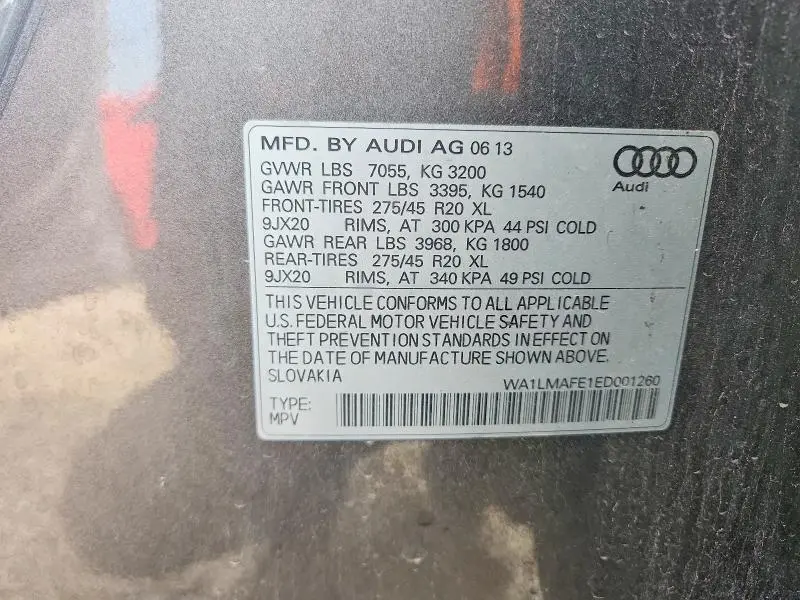 MFD. BY AUDI AG 06 13
GVWR LBS 7055, KG 3200
GAWR FRONT LBS 3395, KG 1540
FRONT-TIRES 275/45 R20 XL
9JX20 RIMS, AT 300 KPA 44 PSI COLD
GAWR REAR LBS 3968, KG 1800
REAR-TIRES 275/45 R20 XL
9JX20 RIMS, AT 340 KPA 49 PSI COLD
Audi
THIS VEHICLE CONFORMS TO ALL APPLICABLE
U.S. FEDERAL MOTOR VEHICLE SAFETY AND
THEFT PREVENTION STANDARDS IN EFFECT ON
THE DATE OF MANUFACTURE SHOWN ABOVE.
SLOVAKIA
WA1LMAFE1ED001260
TYPE:
MPV